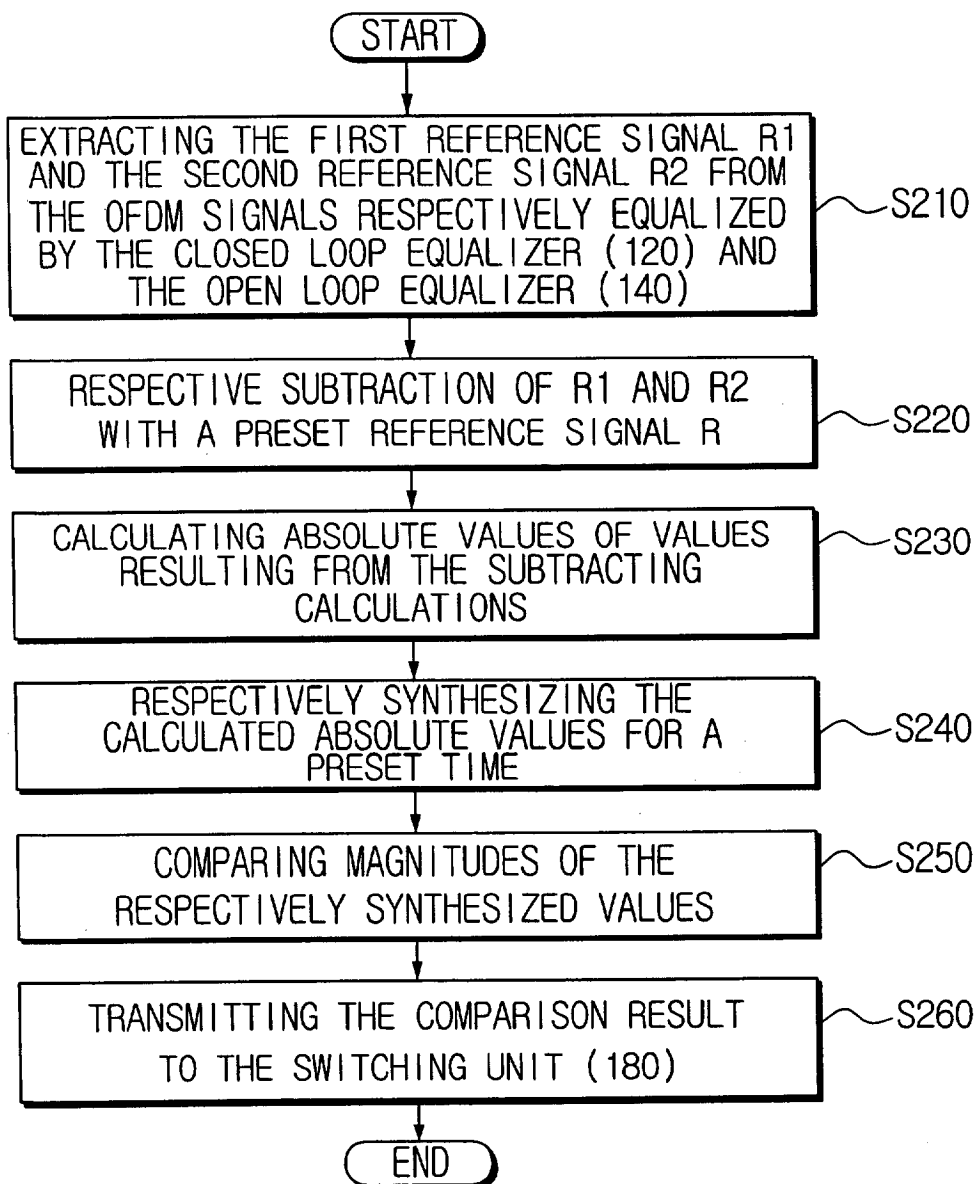 START
EXTRACTING THE FIRST REFERENCE SIGNAL R1
AND THE SECOND REFERENCE SIGNAL R2 FROM
THE OFDM SIGNALS RESPECTIVELY EQUALIZED
BY THE CLOSED LOOP EQUALIZER (120) AND
THE OPEN LOOP EQUALIZER (140)
S210
RESPECTIVE SUBTRACTION OF R1 AND R2
WITH A PRESET REFERENCE SIGNAL R
S220
CALCULATING ABSOLUTE VALUES OF VALUES
RESULTING FROM THE SUBTRACTING
CALCULATIONS
S230
RESPECTIVELY SYNTHESIZING THE
CALCULATED ABSOLUTE VALUES FOR A
PRESET TIME
S240
COMPARING MAGNITUDES OF THE
RESPECTIVELY SYNTHESIZED VALUES
S250
TRANSMITTING THE COMPARISON RESULT
TO THE SWITCHING UNIT (180)
S260
END